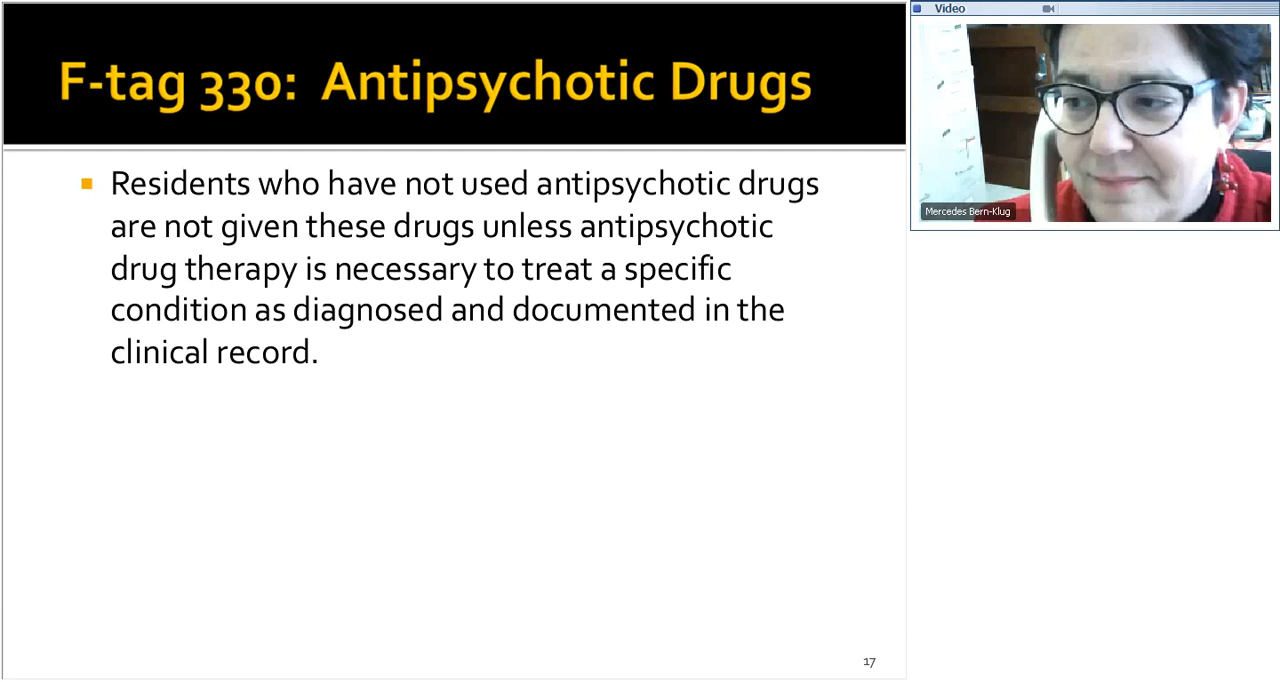 F-tag 330: Antipsychotic Drugs
Residents who have not used antipsychotic drugs
are not given these drugs unless antipsychotic
drug therapy is necessary to treat a specific
condition as diagnosed and documented in the
clinical record.
17
Video
Mercedes Bern-Klug